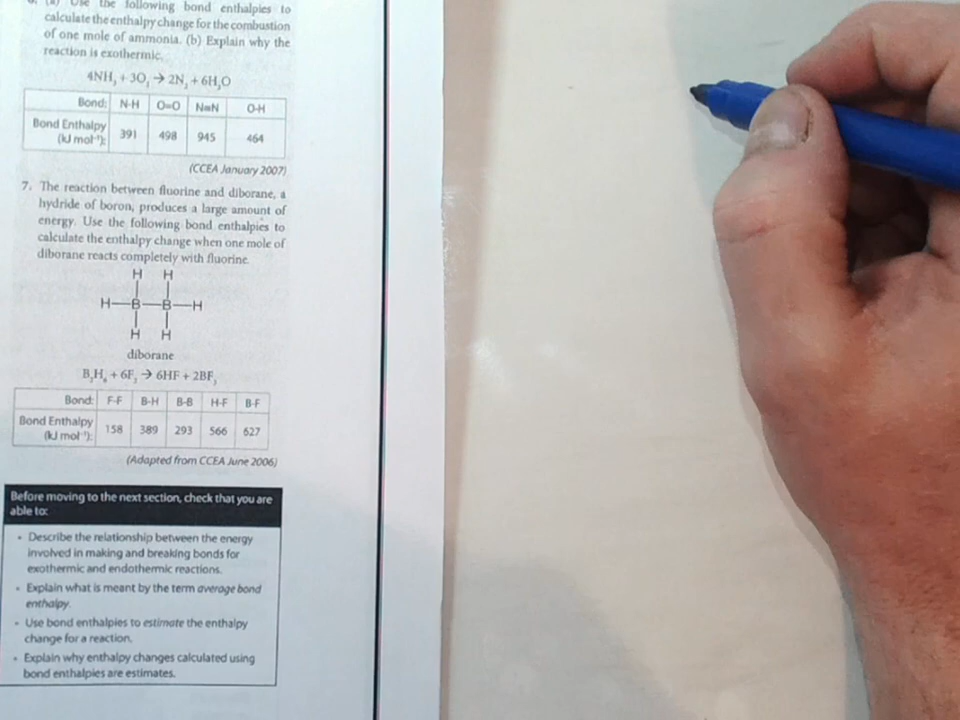 6. (a) Use the following bond enthalpies to
calculate the enthalpy change for the combustion
of one mole of ammonia. (b) Explain why the
reaction is exothermic.
4NH₃ + 3O₂ → 2N₂ + 6H₂O
Bond: N-H O=O N≡N O-H
Bond Enthalpy
(kJ mol⁻¹): 391 498 945 464
(CCEA January 2007)
7. The reaction between fluorine and diborane, a
hydride of boron, produces a large amount of
energy. Use the following bond enthalpies to
calculate the enthalpy change when one mole of
diborane reacts completely with fluorine.
H H
H—B—B—H
H H
diborane
B₂H₆ + 6F₂ → 6HF + 2BF₃
Bond: F-F B-H B-B H-F B-F
Bond Enthalpy
(kJ mol⁻¹): 158 389 293 566 627
(Adapted from CCEA June 2006)
Before moving to the next section, check that you are
able to:
• Describe the relationship between the energy
involved in making and breaking bonds for
exothermic and endothermic reactions.
• Explain what is meant by the term average bond
enthalpy.
• Use bond enthalpies to estimate the enthalpy
change for a reaction.
• Explain why enthalpy changes calculated using
bond enthalpies are estimates.